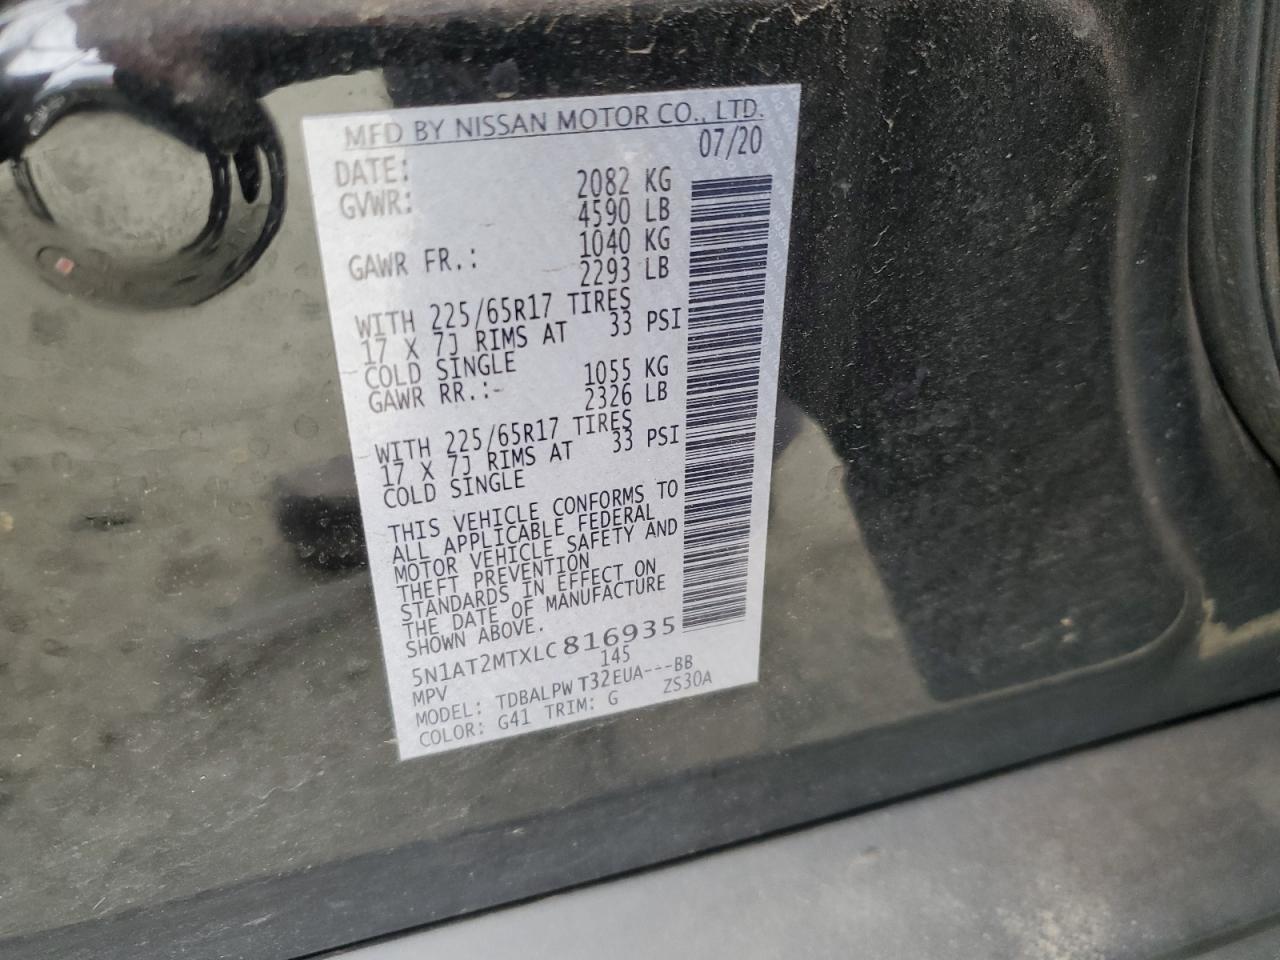 MFD BY NISSAN MOTOR CO., LTD.
DATE: 07/20
GVWR: 2082 KG
4590 LB
GAWR FR.: 1040 KG
2293 LB
WITH 225/65R17 TIRES
17 X 7J RIMS AT 33 PSI
COLD SINGLE
GAWR RR.: 1055 KG
2326 LB
WITH 225/65R17 TIRES
17 X 7J RIMS AT 33 PSI
COLD SINGLE
THIS VEHICLE CONFORMS TO
ALL APPLICABLE FEDERAL
MOTOR VEHICLE SAFETY AND
THEFT PREVENTION
STANDARDS IN EFFECT ON
THE DATE OF MANUFACTURE
SHOWN ABOVE.
5N1AT2MTXLC816935
MPV 145
MODEL: TDBALPWT32EUA---BB
COLOR: G41 TRIM: G ZS30A